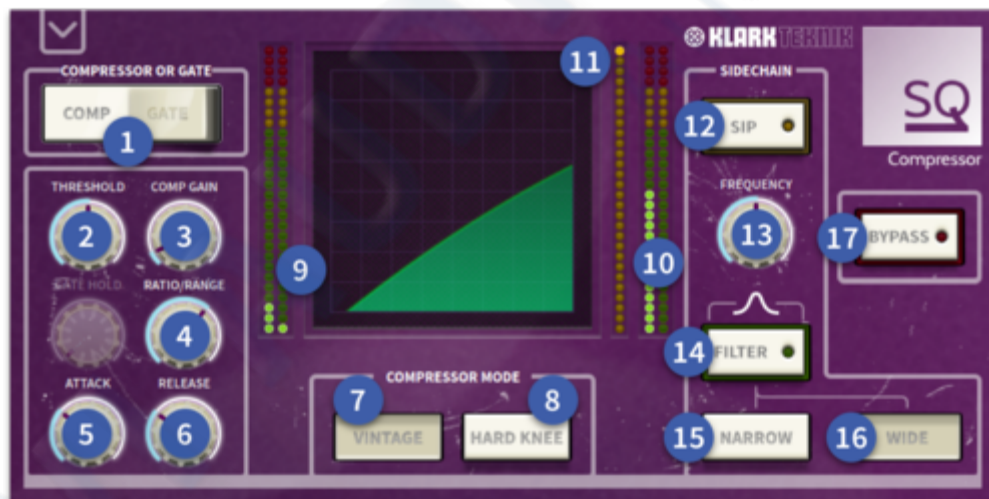 KLARK TEKNIK
COMPRESSOR OR GATE
COMP GATE
1
THRESHOLD COMP GAIN
2 3
GATE HOLD RATIO/RANGE
4
ATTACK RELEASE
5 6
9
11
10
COMPRESSOR MODE
7 8
VINTAGE HARD KNEE
SIDECHAIN
12 SIP
FREQUENCY
13
14 FILTER
15 NARROW 16 WIDE
SQ
Compressor
17 BYPASS